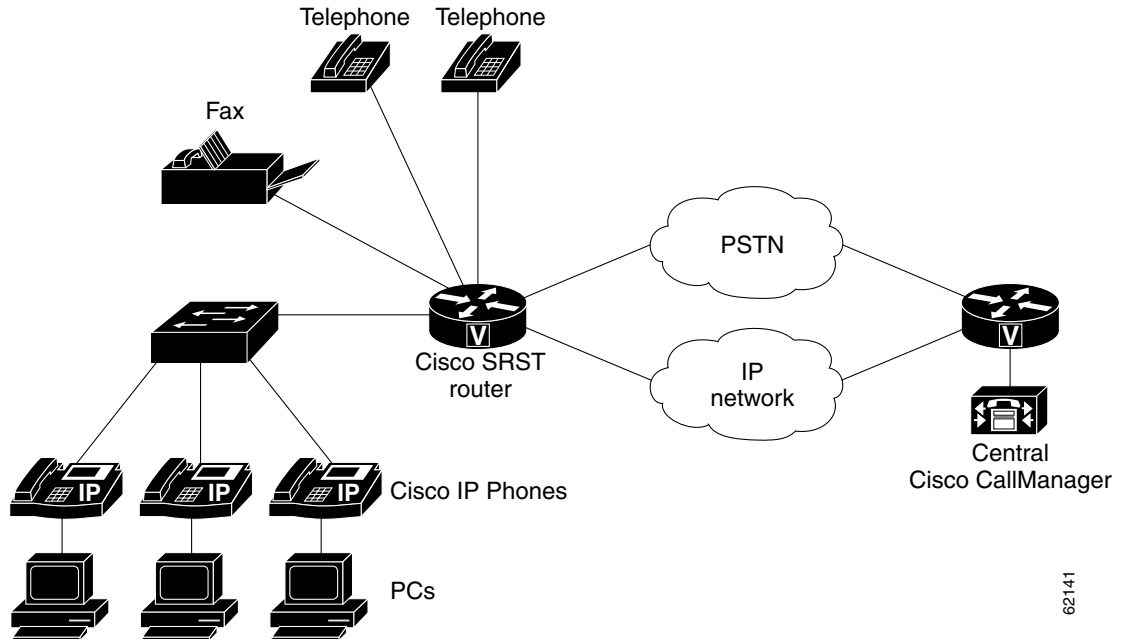 Telephone Telephone
Fax
PSTN
V
V
Cisco SRST
router
IP
network
Central
Cisco CallManager
IP IP IP Cisco IP Phones
PCs
62141